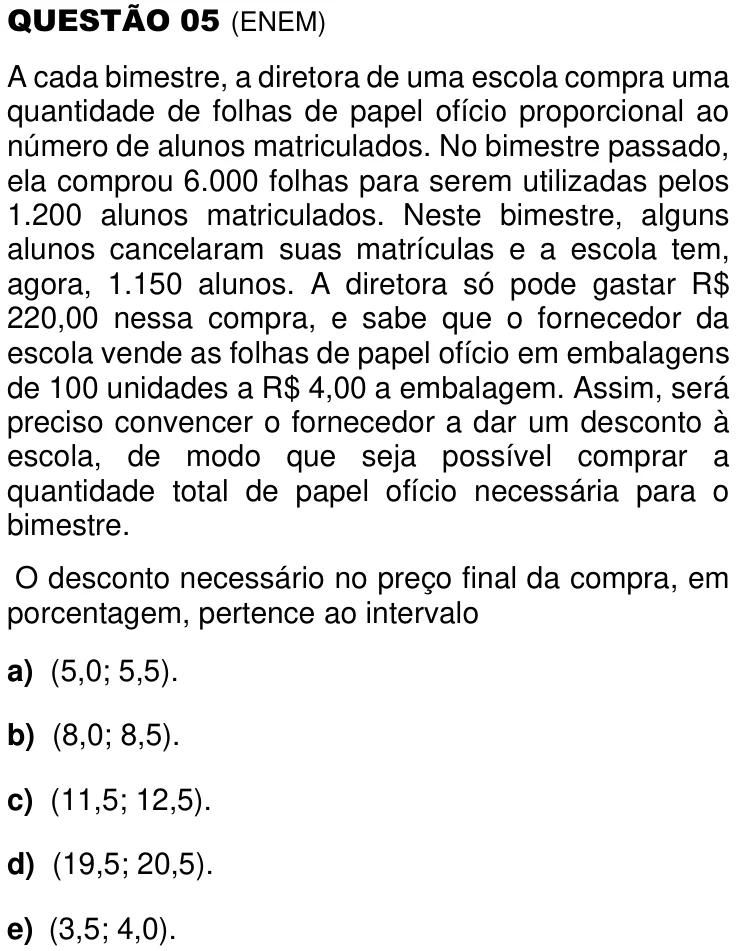 QUESTÃO 05 (ENEM)
A cada bimestre, a diretora de uma escola compra uma
quantidade de folhas de papel ofício proporcional ao
número de alunos matriculados. No bimestre passado,
ela comprou 6.000 folhas para serem utilizadas pelos
1.200 alunos matriculados. Neste bimestre, alguns
alunos cancelaram suas matrículas e a escola tem,
agora, 1.150 alunos. A diretora só pode gastar R$
220,00 nessa compra, e sabe que o fornecedor da
escola vende as folhas de papel ofício em embalagens
de 100 unidades a R$ 4,00 a embalagem. Assim, será
preciso convencer o fornecedor a dar um desconto à
escola, de modo que seja possível comprar a
quantidade total de papel ofício necessária para o
bimestre.
O desconto necessário no preço final da compra, em
porcentagem, pertence ao intervalo
a) (5,0; 5,5).
b) (8,0; 8,5).
c) (11,5; 12,5).
d) (19,5; 20,5).
e) (3,5; 4,0).